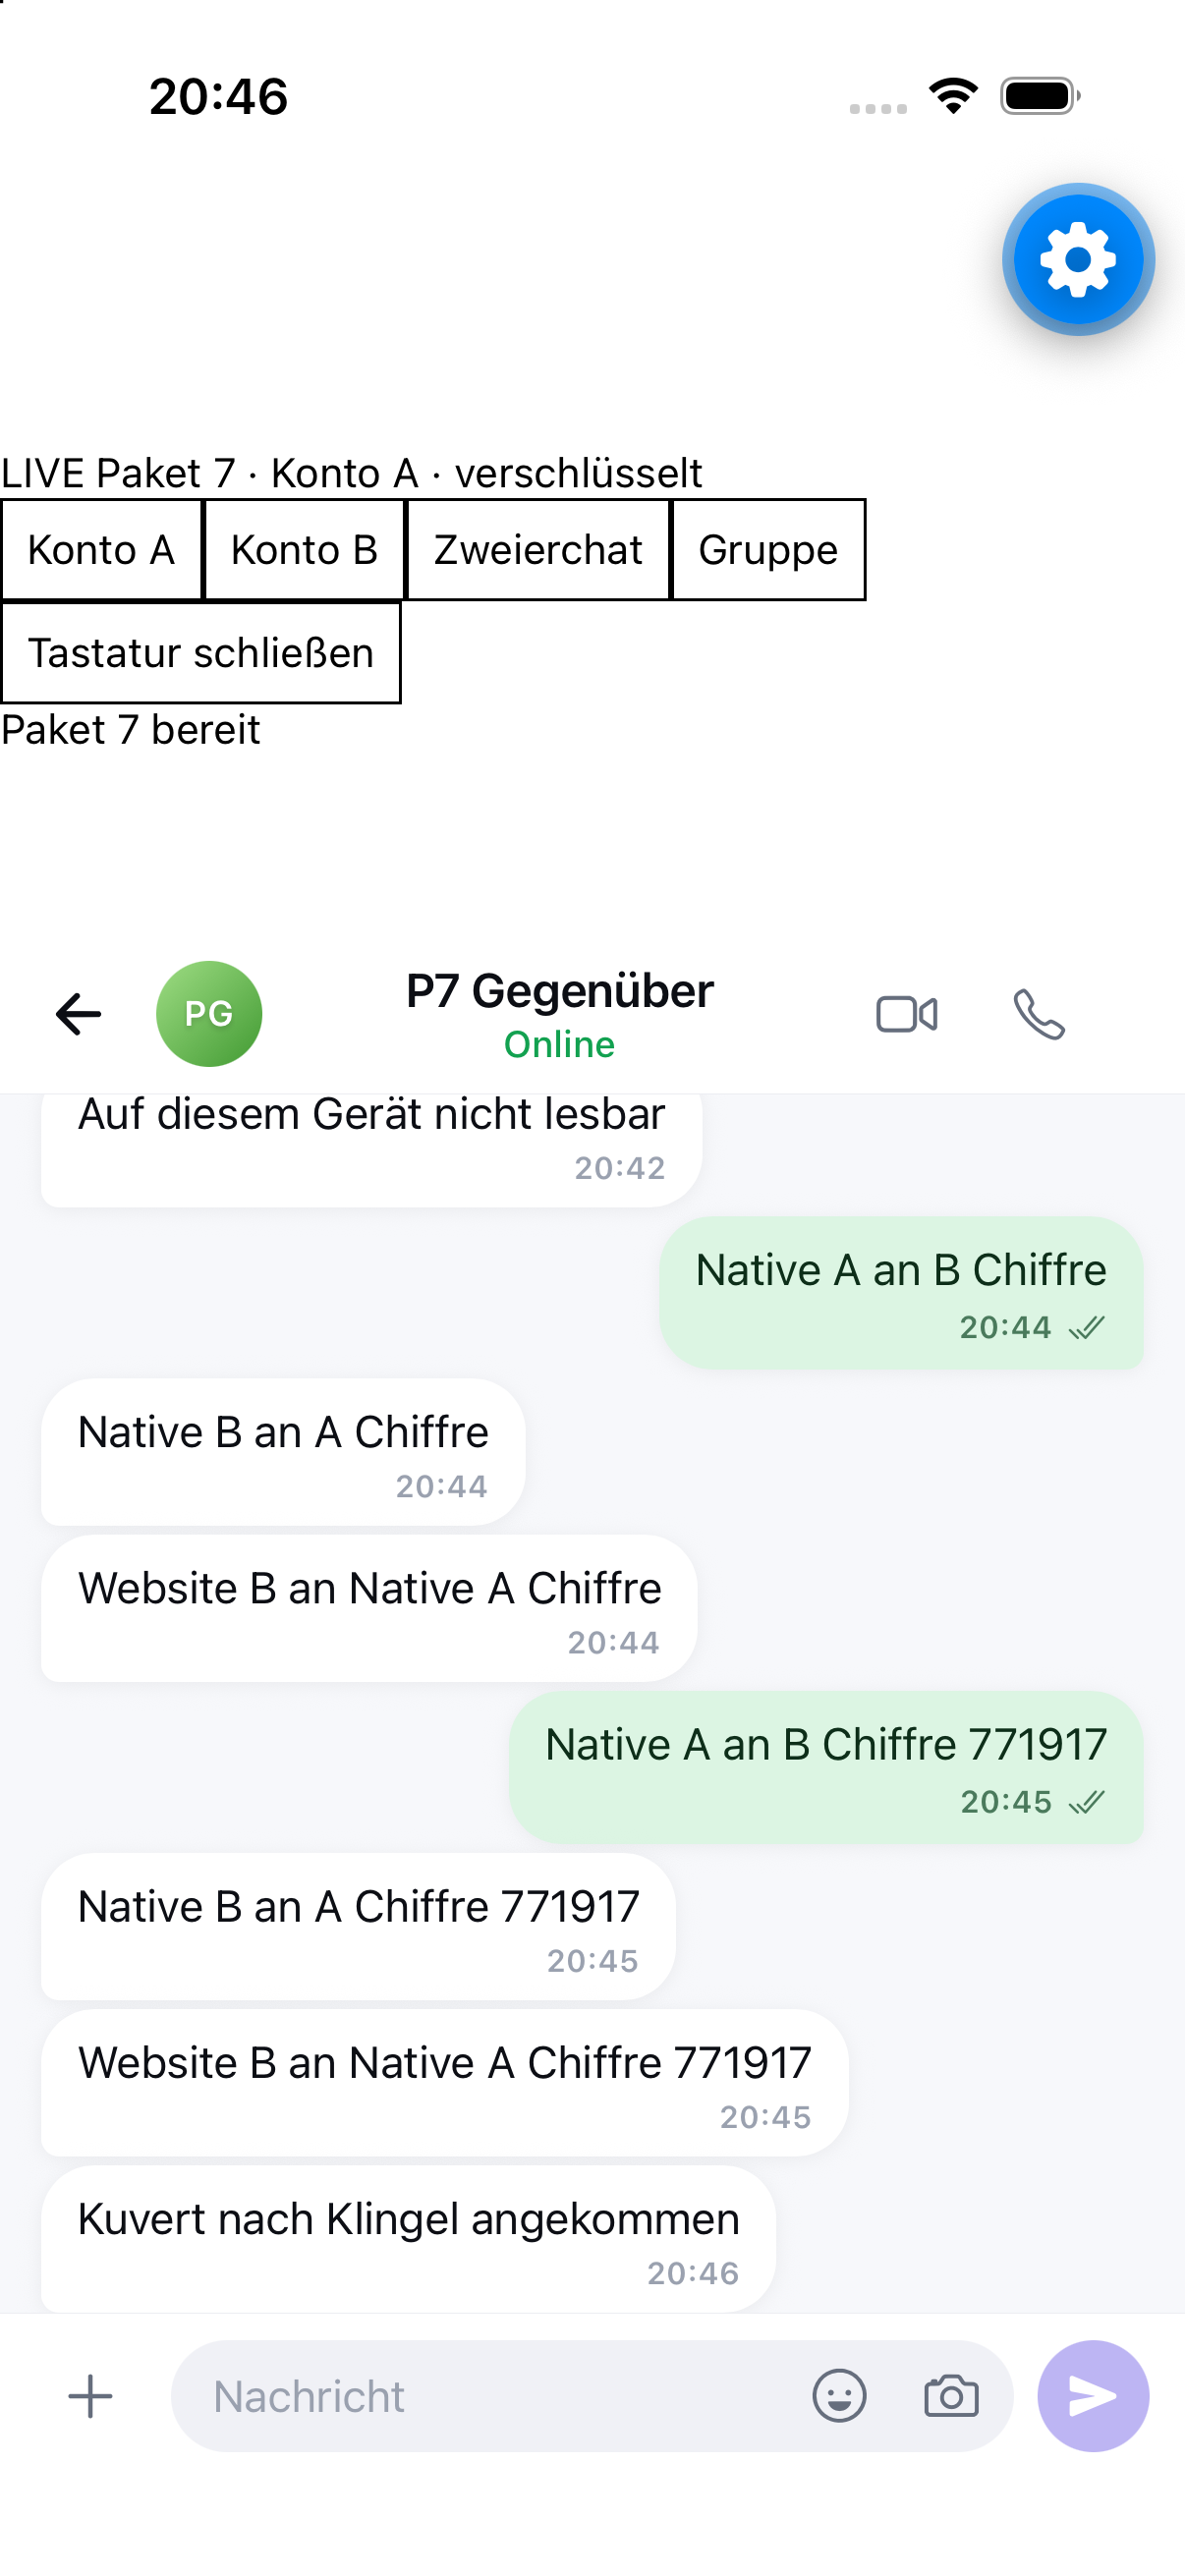 20:46
LIVE Paket 7 · Konto A · verschlüsselt
Konto A Konto B Zweierchat Gruppe
Tastatur schließen
Paket 7 bereit
PG
P7 Gegenüber
Online
Auf diesem Gerät nicht lesbar
20:42
Native A an B Chiffre
20:44
Native B an A Chiffre
20:44
Website B an Native A Chiffre
20:44
Native A an B Chiffre 771917
20:45
Native B an A Chiffre 771917
20:45
Website B an Native A Chiffre 771917
20:45
Kuvert nach Klingel angekommen
20:46
Nachricht